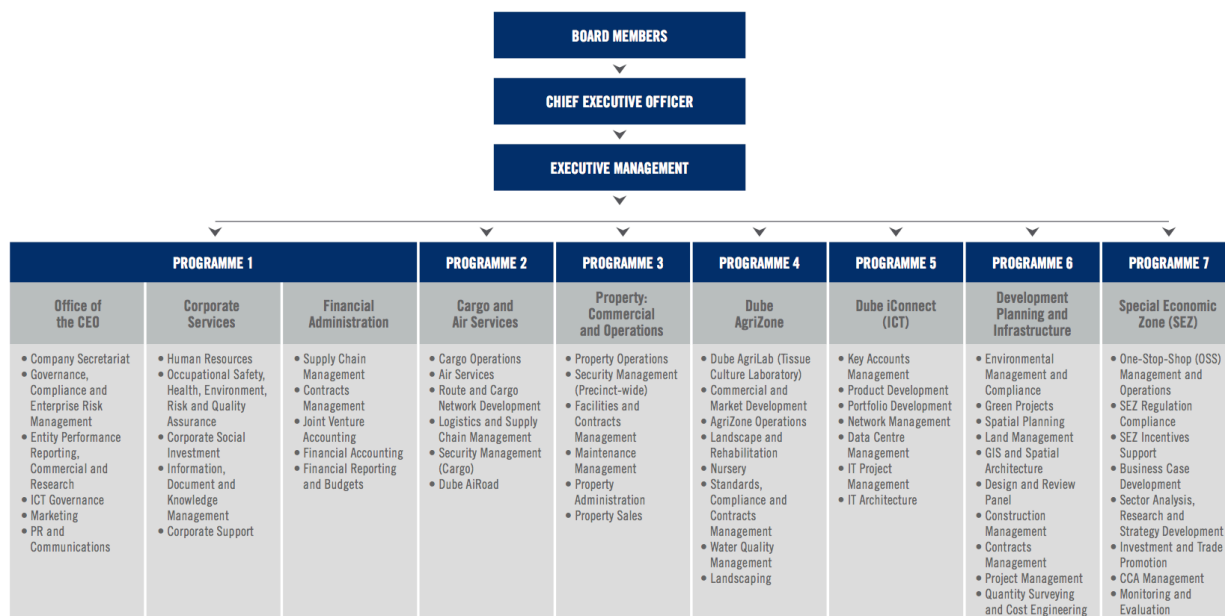 BOARD MEMBERS
CHIEF EXECUTIVE OFFICER
EXECUTIVE MANAGEMENT
PROGRAMME 1
Office of
the CEO
• Company Secretariat
• Governance,
Compliance and
Enterprise Risk
Management
• Entity Performance
Reporting,
Commercial and
Research
• ICT Governance
• Marketing
• PR and
Communications
Corporate
Services
• Human Resources
• Occupational Safety,
Health, Environment,
Risk and Quality
Assurance
• Corporate Social
Investment
• Information,
Document and
Knowledge
Management
• Corporate Support
Financial
Administration
• Supply Chain
Management
• Contracts
Management
• Joint Venture
Accounting
• Financial Accounting
• Financial Reporting
and Budgets
PROGRAMME 2
Cargo and
Air Services
• Cargo Operations
• Air Services
• Route and Cargo
Network Development
• Logistics and Supply
Chain Management
• Security Management
(Cargo)
• Dube AiRoad
PROGRAMME 3
Property:
Commercial
and Operations
• Property Operations
• Security Management
(Precinct-wide)
• Facilities and
Contracts
Management
• Maintenance
Management
• Property
Administration
• Property Sales
PROGRAMME 4
Dube
AgriZone
• Dube AgriLab (Tissue
Culture Laboratory)
• Commercial and
Market Development
• AgriZone Operations
• Landscape and
Rehabilitation
• Nursery
• Standards,
Compliance and
Contracts
Management
• Water Quality
Management
• Landscaping
PROGRAMME 5
Dube iConnect
(ICT)
• Key Accounts
Management
• Product Development
• Portfolio Development
• Network Management
• Data Centre
Management
• IT Project
Management
• IT Architecture
PROGRAMME 6
Development
Planning and
Infrastructure
• Environmental
Management and
Compliance
• Green Projects
• Spatial Planning
• Land Management
• GIS and Spatial
Architecture
• Design and Review
Panel
• Construction
Management
• Contracts
Management
• Project Management
• Quantity Surveying
and Cost Engineering
PROGRAMME 7
Special Economic
Zone (SEZ)
• One-Stop-Shop (OSS)
Management and
Operations
• SEZ Regulation
Compliance
• SEZ Incentives
Support
• Business Case
Development
• Sector Analysis,
Research and
Strategy Development
• Investment and Trade
Promotion
• CCA Management
• Monitoring and
Evaluation